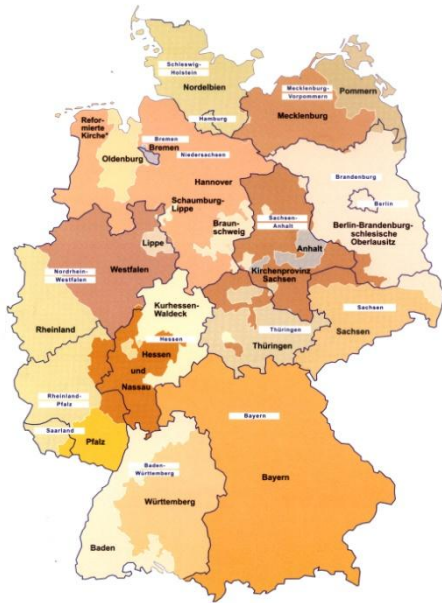 Schleswig-
Holstein
Nordelbien
Mecklenburg-
Vorpommern
Pommern
Hamburg
Mecklenburg
Refor-
mierte
Kirche*
Bremen
Bremen
Oldenburg
Niedersachsen
Hannover
Brandenburg
Berlin
Schaumburg-
Lippe
Braun-
schweig
Sachsen-
Anhalt
Berlin-Brandenburg-
schlesische
Oberlausitz
Lippe
Anhalt
Westfalen
Kirchenprovinz
Sachsen
Nordrhein-
Westfalen
Kurhessen-
Waldeck
Sachsen
Rheinland
Hessen
Thüringen
Sachsen
Hessen
und
Nassau
Thüringen
Rheinland-
Pfalz
Bayern
Saarland
Pfalz
Baden-
Württemberg
Bayern
Württemberg
Baden